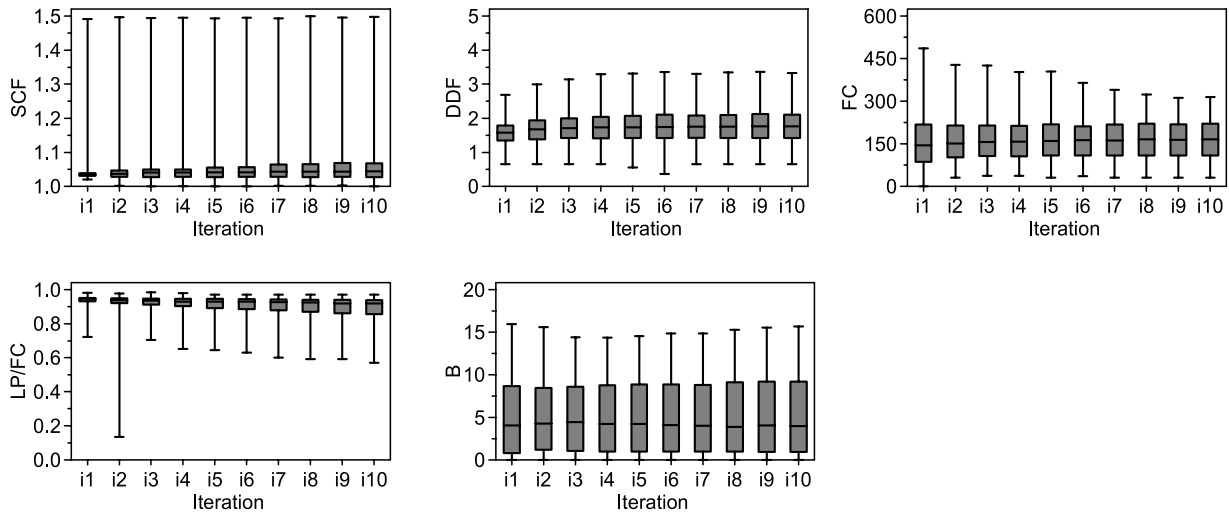 SCF
1.5
1.4
1.3
1.2
1.1
1.0
i1 i2 i3 i4 i5 i6 i7 i8 i9 i10
Iteration
DDF
5
4
3
2
1
0
i1 i2 i3 i4 i5 i6 i7 i8 i9 i10
Iteration
FC
600
450
300
150
0
i1 i2 i3 i4 i5 i6 i7 i8 i9 i10
Iteration
LP/FC
1.0
0.8
0.6
0.4
0.2
0.0
i1 i2 i3 i4 i5 i6 i7 i8 i9 i10
Iteration
B
20
15
10
5
0
i1 i2 i3 i4 i5 i6 i7 i8 i9 i10
Iteration